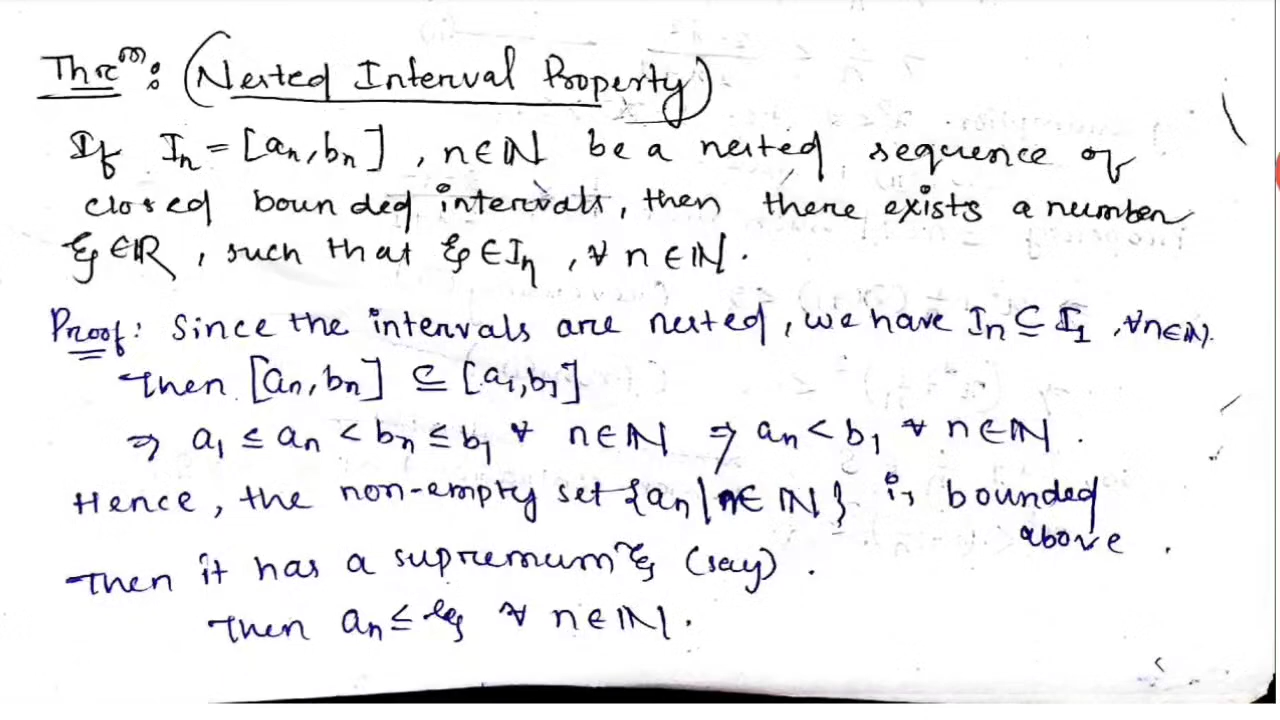 Thrᵉᵐ: (Nested Interval Property)
If Iₙ = [aₙ, bₙ], n∈ℕ be a nested sequence of
closed bounded intervals, then there exists a number
ξ ∈ℝ, such that ξ ∈ Iₙ, ∀ n ∈ℕ.
Proof: Since the intervals are nested, we have Iₙ ⊆ I₁, ∀n∈ℕ.
Then [aₙ, bₙ] ⊆ [a₁, b₁]
⇒ a₁ ≤ aₙ < bₙ ≤ b₁ ∀ n∈ℕ ⇒ aₙ < b₁ ∀ n∈ℕ.
Hence, the non-empty set {aₙ | n∈ ℕ} is bounded
above.
Then it has a supremum ξ (say).
Then aₙ ≤ ξ ∀ n∈ℕ.